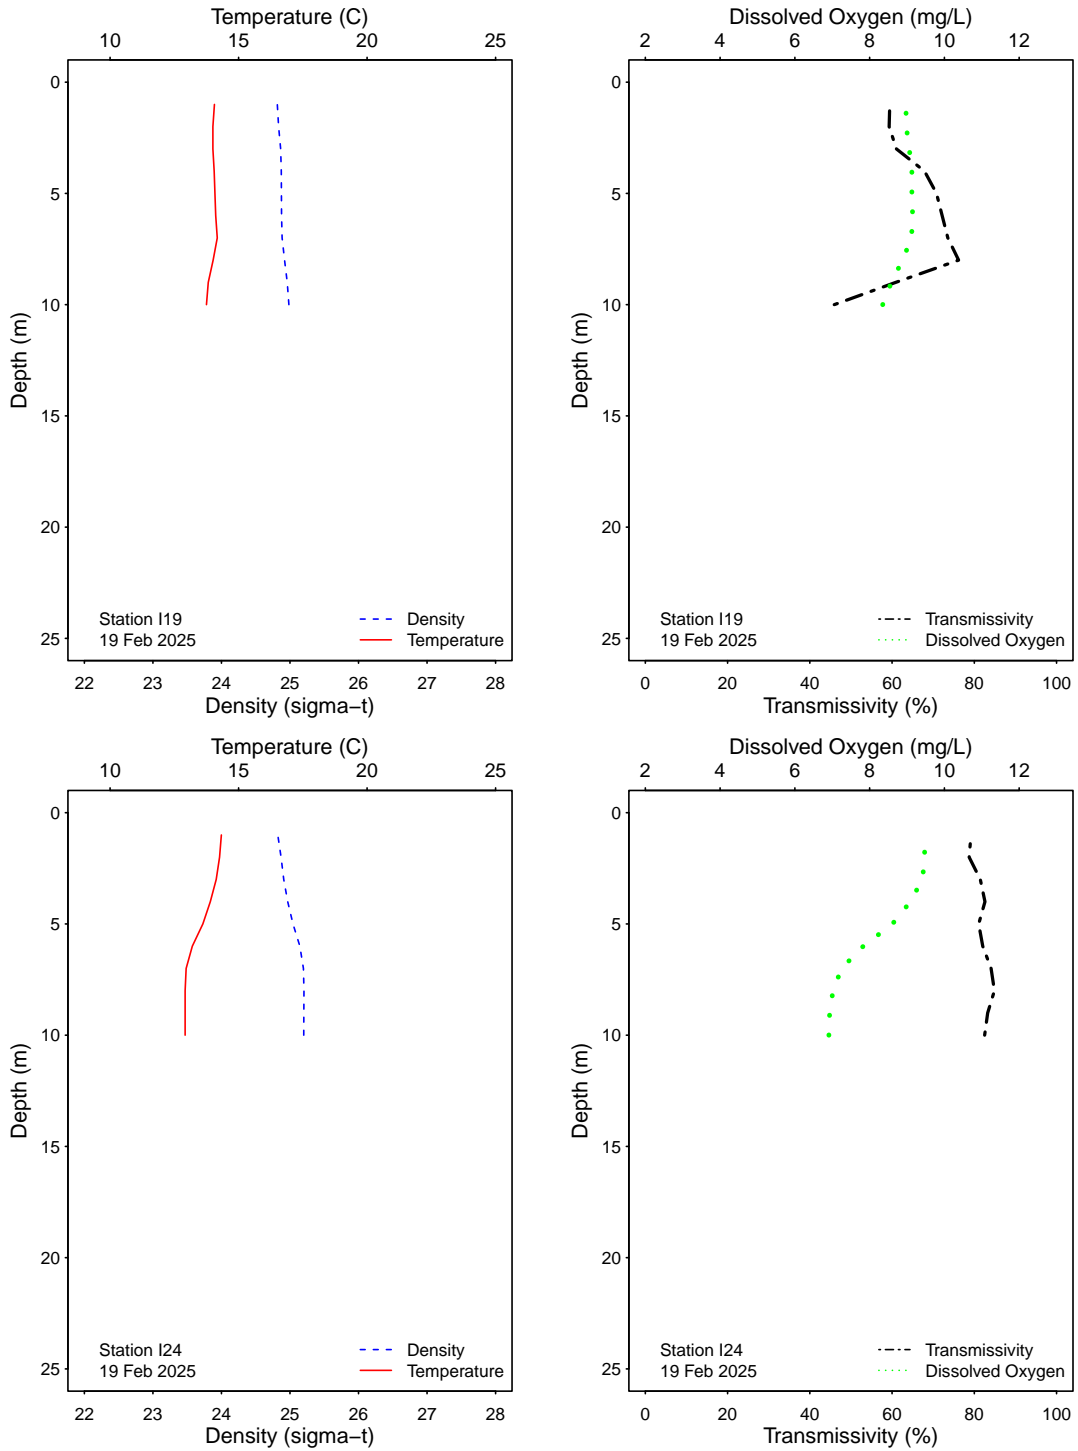 Temperature (C)
10 15 20 25
0
5
10
15
20
25
Depth (m)
Station I19
19 Feb 2025
Density
Temperature
22 23 24 25 26 27 28
Density (sigma−t)
Dissolved Oxygen (mg/L)
2 4 6 8 10 12
0
5
10
15
20
25
Depth (m)
Station I19
19 Feb 2025
Transmissivity
Dissolved Oxygen
0 20 40 60 80 100
Transmissivity (%)
Temperature (C)
10 15 20 25
0
5
10
15
20
25
Depth (m)
Station I24
19 Feb 2025
Density
Temperature
22 23 24 25 26 27 28
Density (sigma−t)
Dissolved Oxygen (mg/L)
2 4 6 8 10 12
0
5
10
15
20
25
Depth (m)
Station I24
19 Feb 2025
Transmissivity
Dissolved Oxygen
0 20 40 60 80 100
Transmissivity (%)